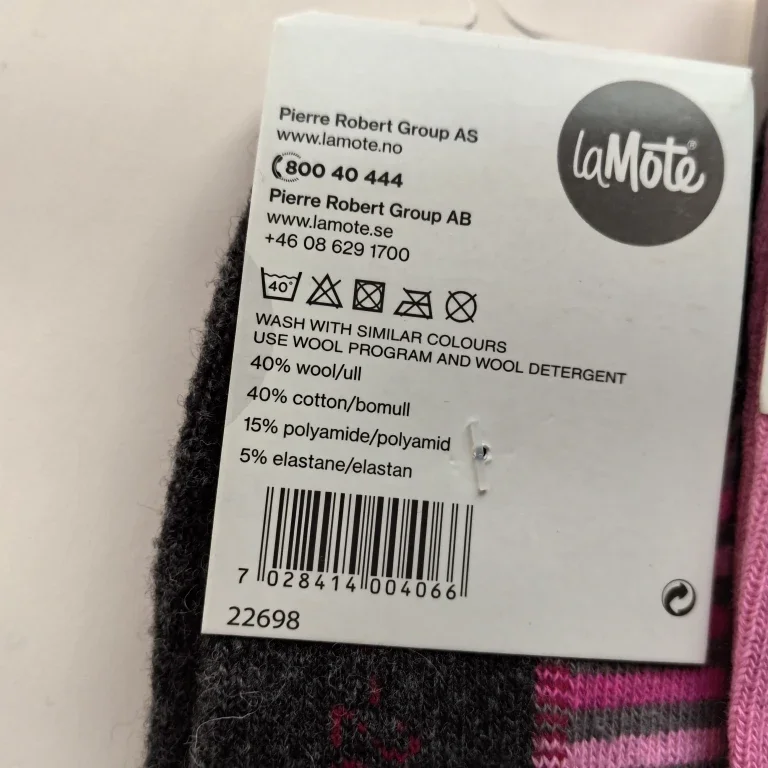 Pierre Robert Group AS
www.lamote.no
800 40 444
Pierre Robert Group AB
www.lamote.se
+46 08 629 1700
laMote®
40°
WASH WITH SIMILAR COLOURS
USE WOOL PROGRAM AND WOOL DETERGENT
40% wool/ull
40% cotton/bomull
15% polyamide/polyamid
5% elastane/elastan
7 028414 004066
22698